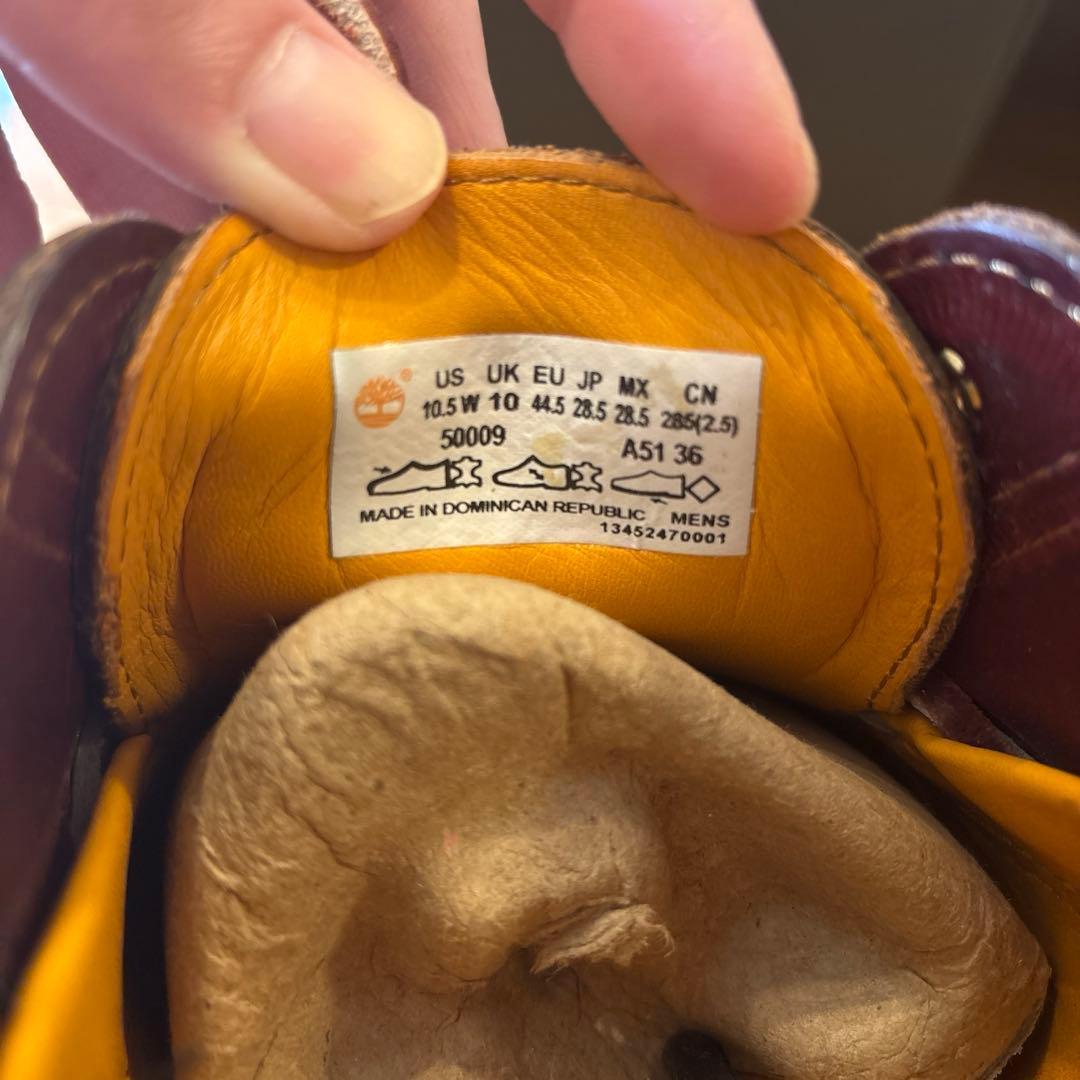 US UK EU JP MX CN
10.5 W 10 44.5 28.5 28.5 285(2.5)
50009 A51 36
MADE IN DOMINICAN REPUBLIC MENS
13452470001